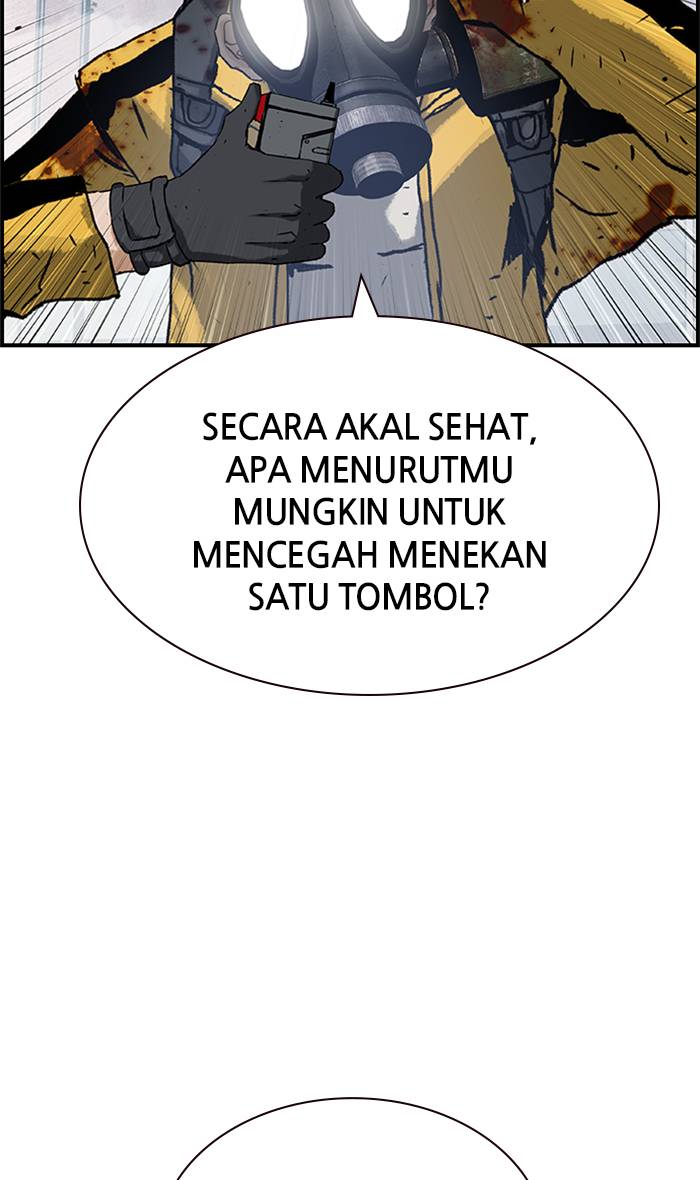 SECARA AKAL SEHAT,
APA MENURUTMU
MUNGKIN UNTUK
MENCEGAH MENEKAN
SATU TOMBOL?